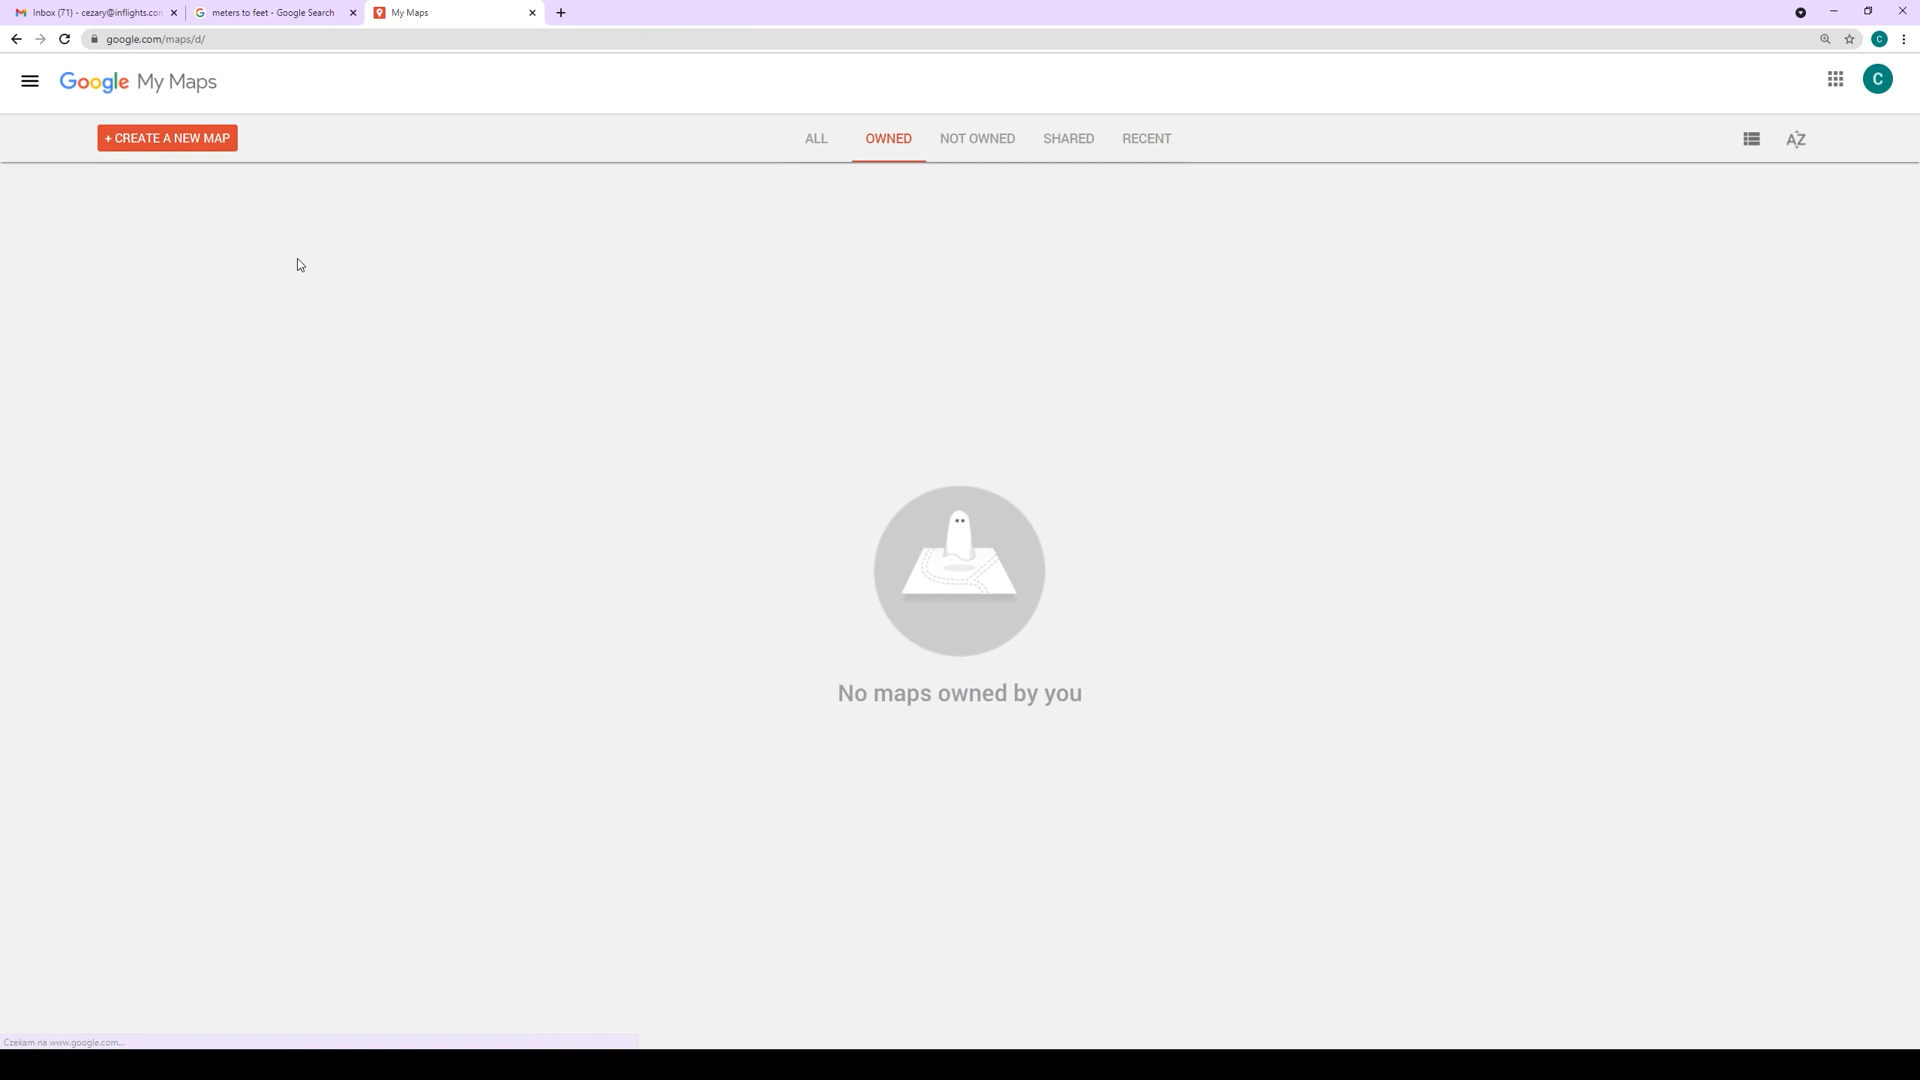 Inbox (71) - cezary@inflights.com
meters to feet - Google Search
My Maps
google.com/maps/d/
C
Google My Maps
C
+ CREATE A NEW MAP
ALL
OWNED
NOT OWNED
SHARED
RECENT
AZ
No maps owned by you
Czekam na www.google.com...